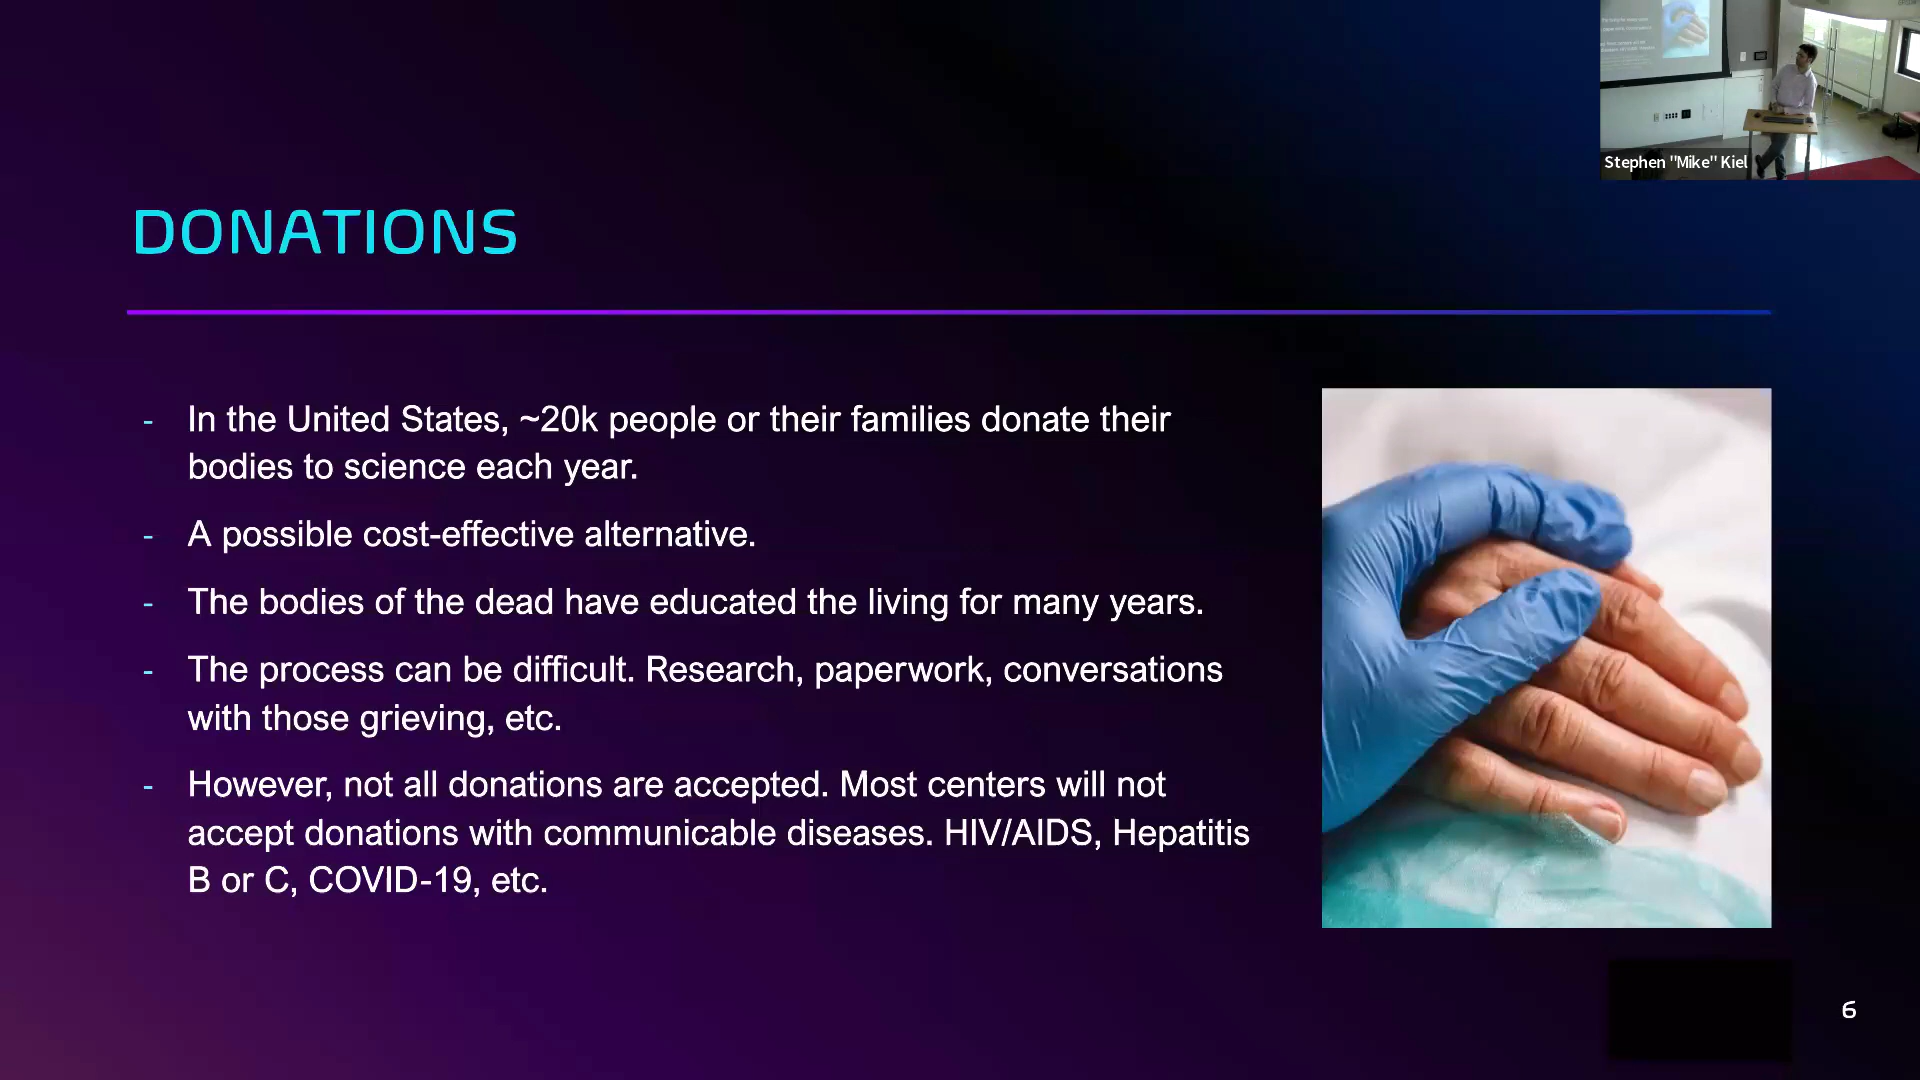 Stephen "Mike" Kiel
DONATIONS
- In the United States, ~20k people or their families donate their
bodies to science each year.
- A possible cost-effective alternative.
- The bodies of the dead have educated the living for many years.
- The process can be difficult. Research, paperwork, conversations
with those grieving, etc.
- However, not all donations are accepted. Most centers will not
accept donations with communicable diseases. HIV/AIDS, Hepatitis
B or C, COVID-19, etc.
6